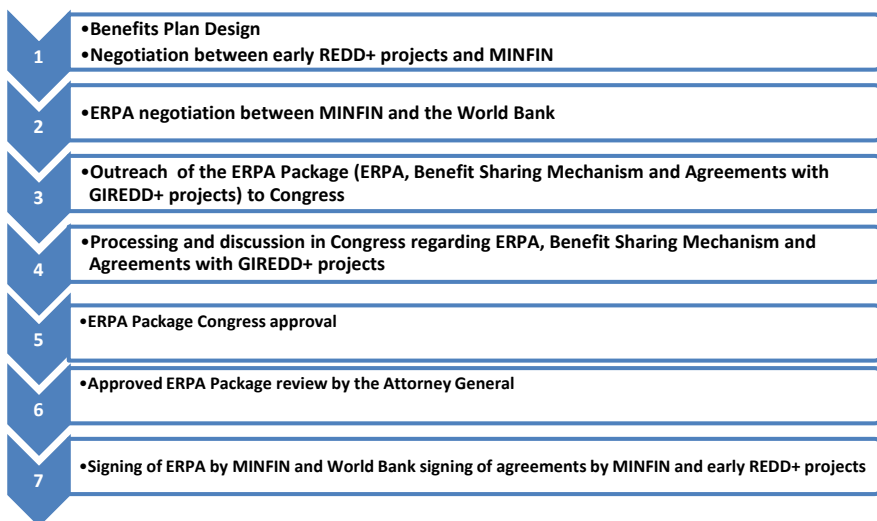 1
•Benefits Plan Design
•Negotiation between early REDD+ projects and MINFIN
2
•ERPA negotiation between MINFIN and the World Bank
3
•Outreach of the ERPA Package (ERPA, Benefit Sharing Mechanism and Agreements with
GIREDD+ projects) to Congress
4
•Processing and discussion in Congress regarding ERPA, Benefit Sharing Mechanism and
Agreements with GIREDD+ projects
5
•ERPA Package Congress approval
6
•Approved ERPA Package review by the Attorney General
7
•Signing of ERPA by MINFIN and World Bank signing of agreements by MINFIN and early REDD+ projects